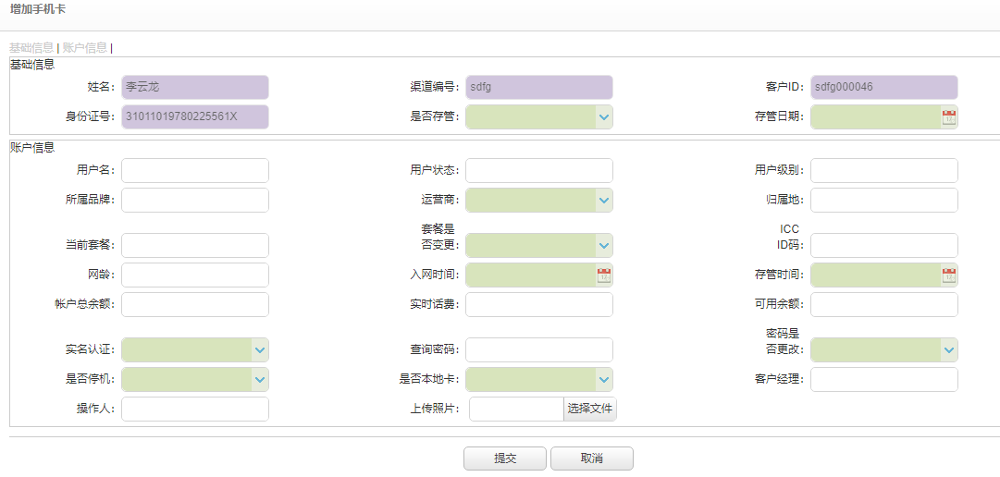 增加手机卡
基础信息 | 账户信息 |
基础信息
姓名: 李云龙 渠道编号: sdfg 客户ID: sdfg000046
身份证号: 31011019780225561X 是否存管: 存管日期:
账户信息
用户名: 用户状态: 用户级别:
所属品牌: 运营商: 归属地:
当前套餐: 套餐是
否变更: ICC
ID码:
网龄: 入网时间: 存管时间:
帐户总余额: 实时话费: 可用余额:
实名认证: 查询密码: 密码是
否更改:
是否停机: 是否本地卡: 客户经理:
操作人: 上传照片: 选择文件
提交 取消